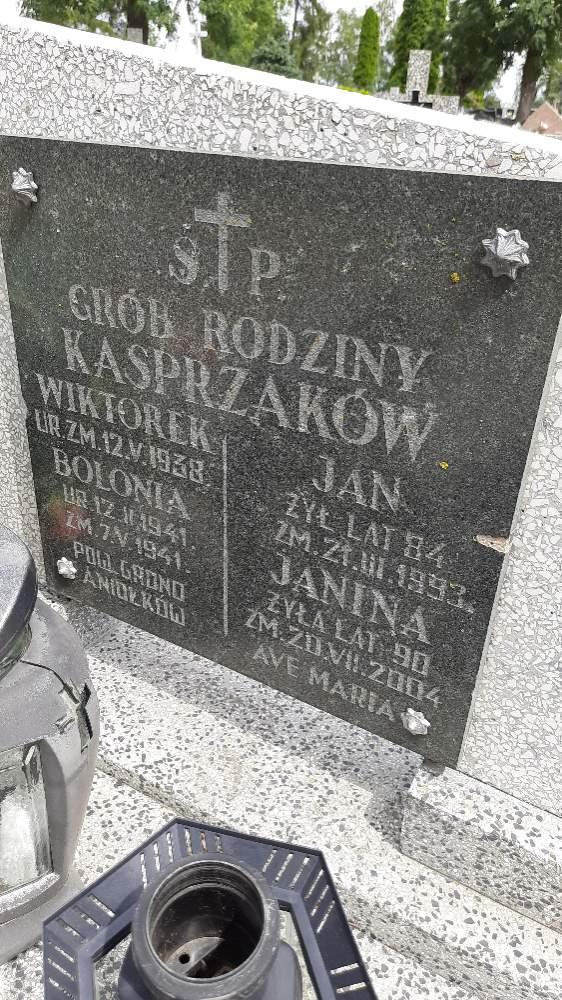 Ś. P.
GRÓB RODZINY
KASPRZAKÓW
WIKTOREK
UR.ZM.12.V.1938.
BOLONIA
UR.12.II.1941.
ZM.7.V.1941.
POW.GRONO
ANIOŁKÓW
JAN
ŻYŁ LAT 84.
ZM.21.III.1993.
JANINA
ŻYŁA LAT 90
ZM.20.VII.2004
AVE MARIA